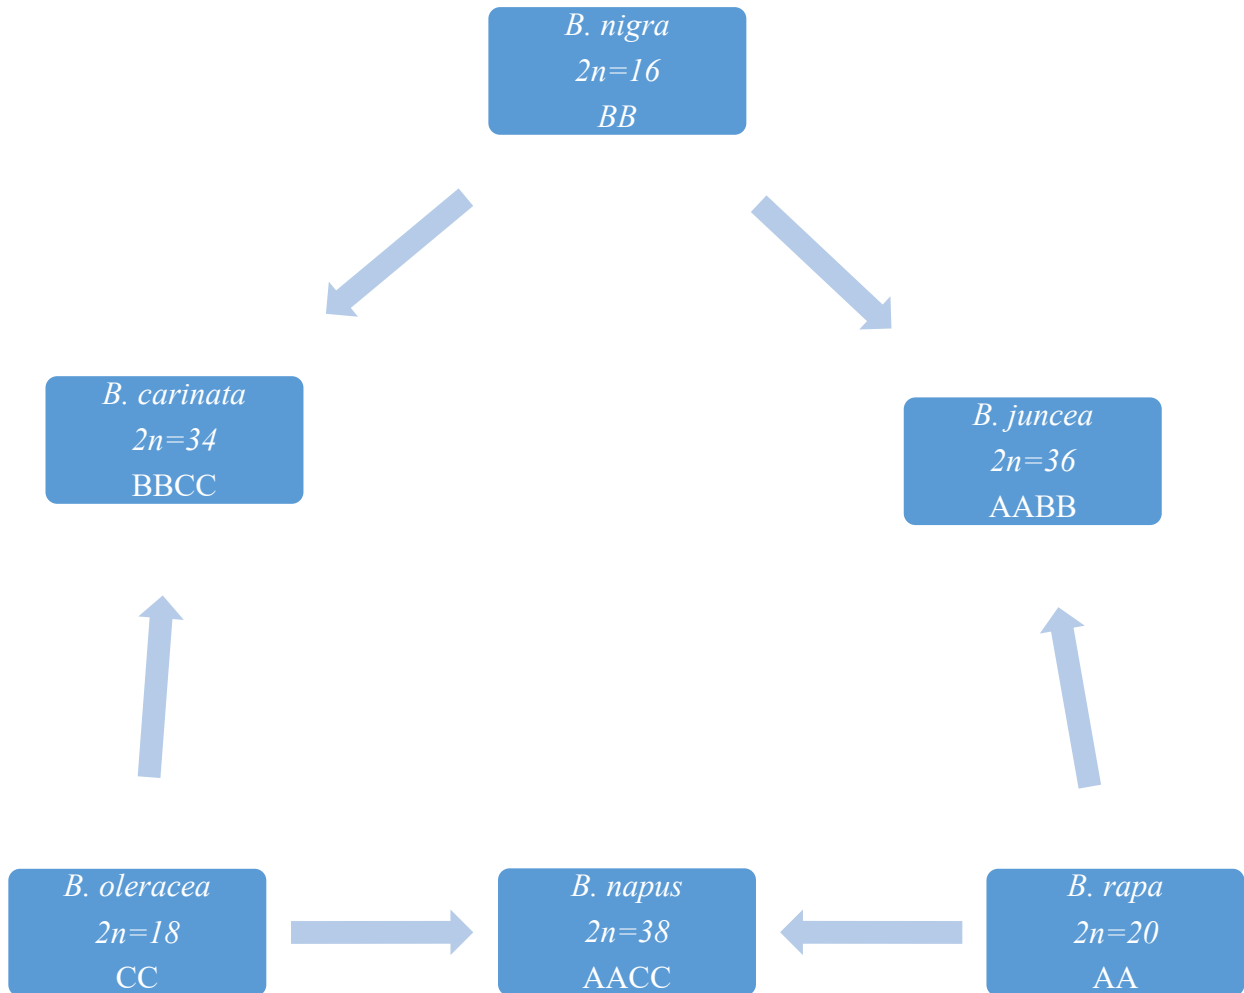 B. nigra
2n=16
BB
B. carinata
2n=34
BBCC
B. juncea
2n=36
AABB
B. oleracea
2n=18
CC
B. napus
2n=38
AACC
B. rapa
2n=20
AA